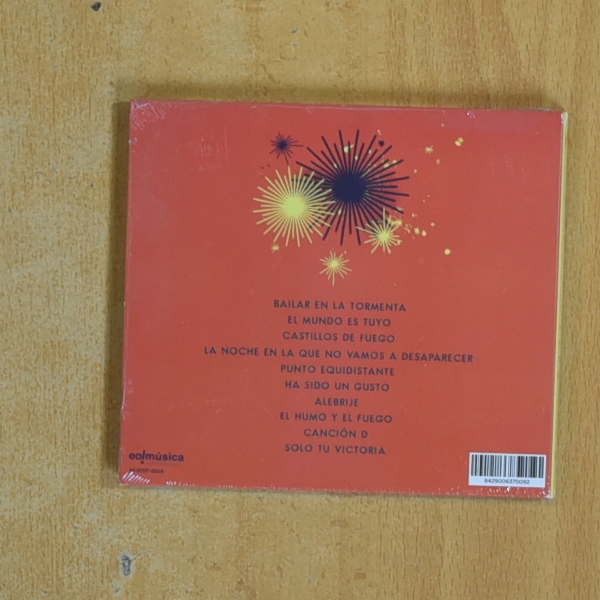 BAILAR EN LA TORMENTA
EL MUNDO ES TUYO
CASTILLOS DE FUEGO
LA NOCHE EN LA QUE NO VAMOS A DESAPARECER
PUNTO EQUIDISTANTE
HA SIDO UN GUSTO
ALEBRIJE
EL HUMO Y EL FUEGO
CANCIÓN D
SOLO TU VICTORIA
eolmúsica
8429006370092